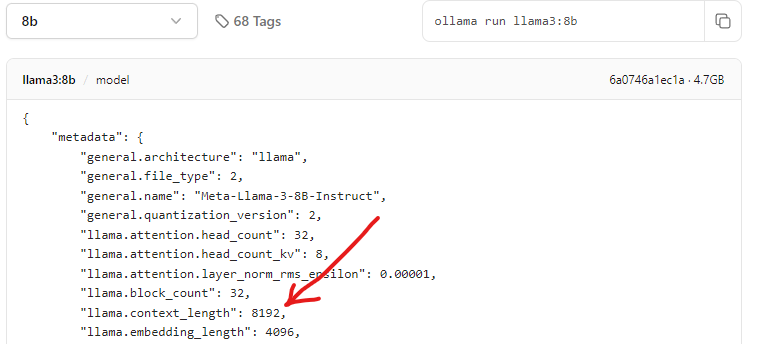 8b 68 Tags ollama run llama3:8b
llama3:8b / model 6a0746a1ec1a · 4.7GB
{
"metadata": {
"general.architecture": "llama",
"general.file_type": 2,
"general.name": "Meta-Llama-3-8B-Instruct",
"general.quantization_version": 2,
"llama.attention.head_count": 32,
"llama.attention.head_count_kv": 8,
"llama.attention.layer_norm_rms_epsilon": 0.00001,
"llama.block_count": 32,
"llama.context_length": 8192,
"llama.embedding_length": 4096,